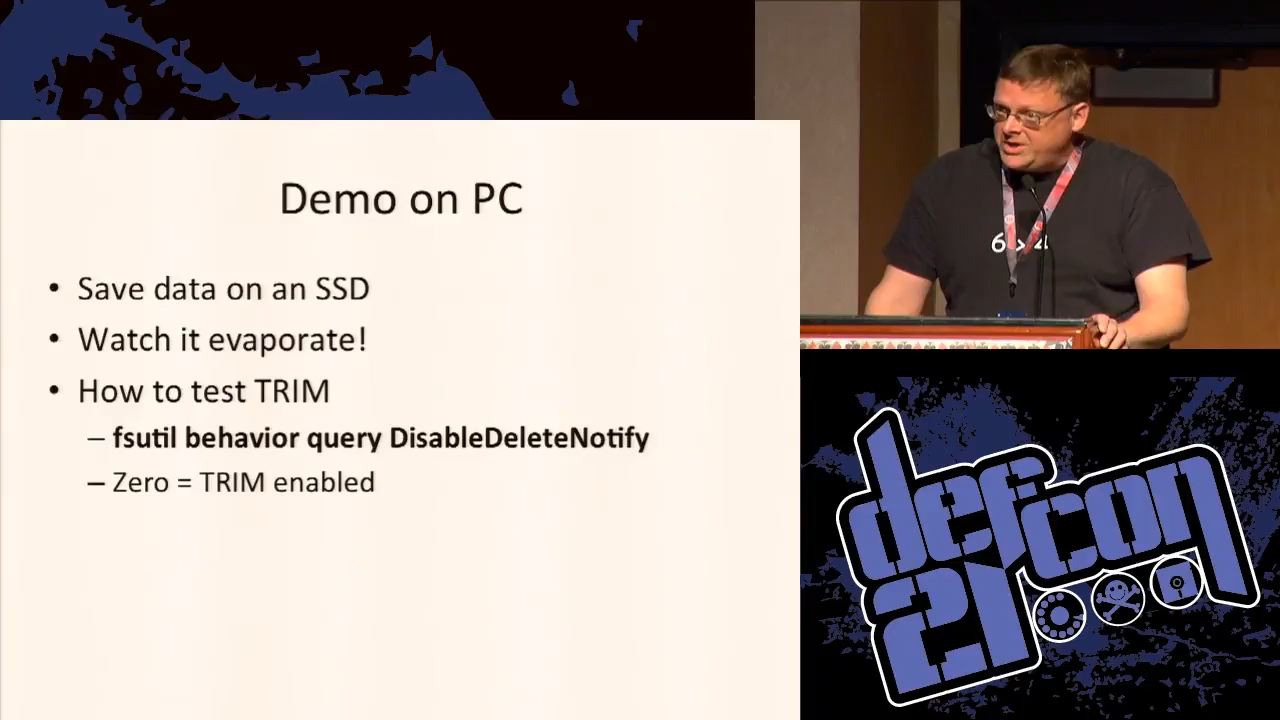 Demo on PC
• Save data on an SSD
• Watch it evaporate!
• How to test TRIM
– fsutil behavior query DisableDeleteNotify
– Zero = TRIM enabled
defcon
21